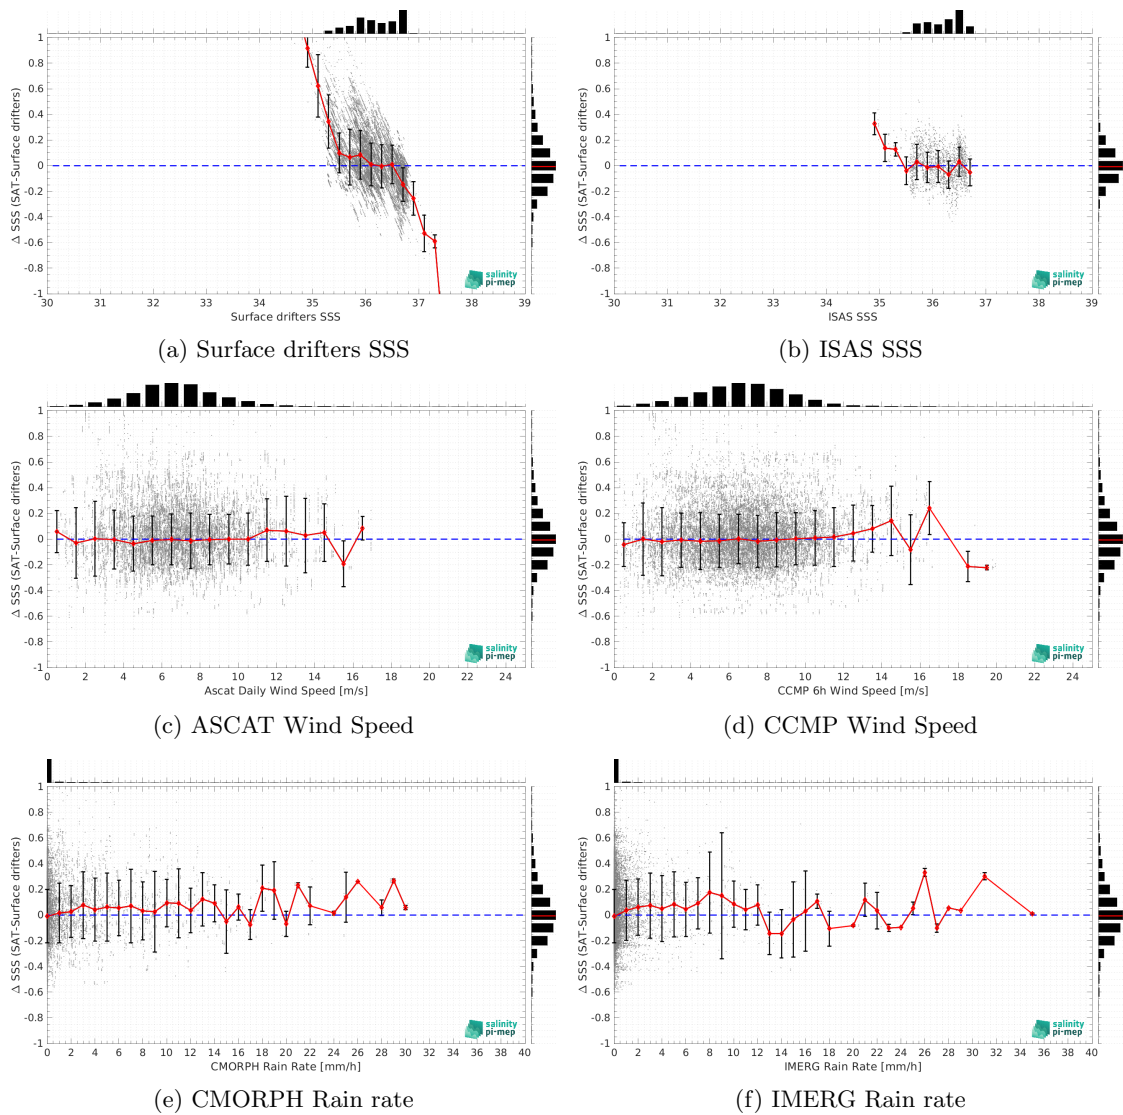 1
0.8
0.6
0.4
0.2
0
-0.2
-0.4
-0.6
-0.8
-1
Δ SSS (SAT-Surface drifters)
30 31 32 33 34 35 36 37 38 39
Surface drifters SSS
salinity
pi-mep
(a) Surface drifters SSS
1
0.8
0.6
0.4
0.2
0
-0.2
-0.4
-0.6
-0.8
-1
Δ SSS (SAT-Surface drifters)
30 31 32 33 34 35 36 37 38 39
ISAS SSS
salinity
pi-mep
(b) ISAS SSS
1
0.8
0.6
0.4
0.2
0
-0.2
-0.4
-0.6
-0.8
-1
Δ SSS (SAT-Surface drifters)
0 2 4 6 8 10 12 14 16 18 20 22 24
Ascat Daily Wind Speed [m/s]
salinity
pi-mep
(c) ASCAT Wind Speed
1
0.8
0.6
0.4
0.2
0
-0.2
-0.4
-0.6
-0.8
-1
Δ SSS (SAT-Surface drifters)
0 2 4 6 8 10 12 14 16 18 20 22 24
CCMP 6h Wind Speed [m/s]
salinity
pi-mep
(d) CCMP Wind Speed
1
0.8
0.6
0.4
0.2
0
-0.2
-0.4
-0.6
-0.8
-1
Δ SSS (SAT-Surface drifters)
0 2 4 6 8 10 12 14 16 18 20 22 24 26 28 30 32 34 36 38 40
CMORPH Rain Rate [mm/h]
salinity
pi-mep
(e) CMORPH Rain rate
1
0.8
0.6
0.4
0.2
0
-0.2
-0.4
-0.6
-0.8
-1
Δ SSS (SAT-Surface drifters)
0 2 4 6 8 10 12 14 16 18 20 22 24 26 28 30 32 34 36 38 40
IMERG Rain Rate [mm/h]
salinity
pi-mep
(f) IMERG Rain rate